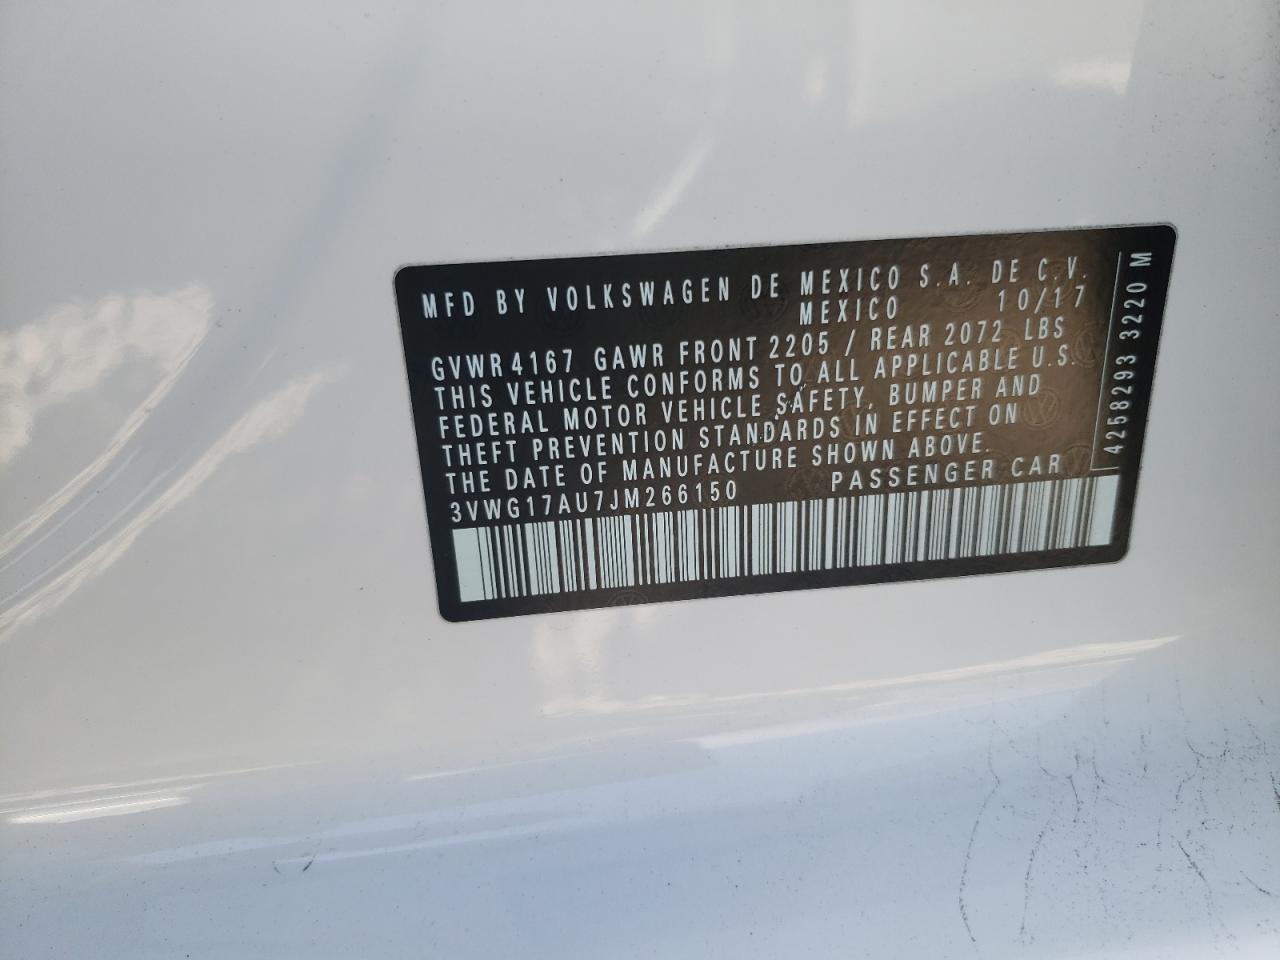 MFD BY VOLKSWAGEN DE MEXICO S.A. DE C.V.
MEXICO 10/17
GVWR 4167 GAWR FRONT 2205 / REAR 2072 LBS
THIS VEHICLE CONFORMS TO ALL APPLICABLE U.S.
FEDERAL MOTOR VEHICLE SAFETY, BUMPER AND
THEFT PREVENTION STANDARDS IN EFFECT ON
THE DATE OF MANUFACTURE SHOWN ABOVE.
3VWG17AU7JM266150 PASSENGER CAR
4258293 3220 M